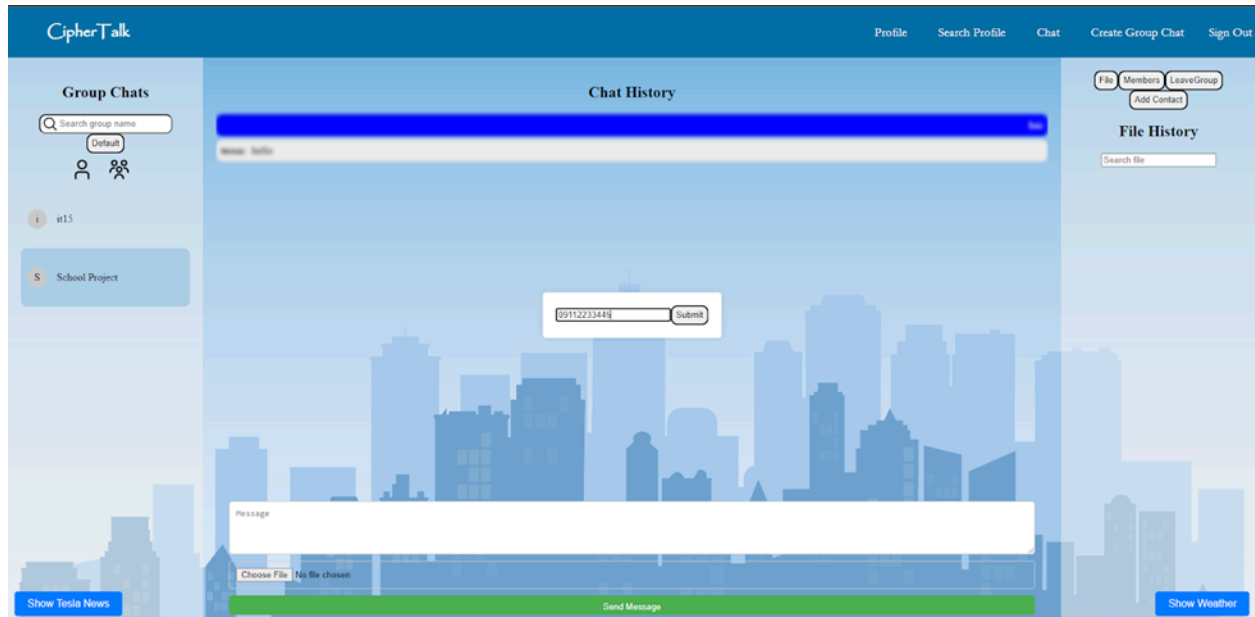 CipherTalk
Profile Search Profile Chat Create Group Chat Sign Out
Group Chats
Search group name
Default
i it15
S School Project
Chat History
hello
09112233445
Submit
Message
Choose File No file chosen
Send Message
File Members LeaveGroup
Add Contact
File History
Search file
Show Tesla News
Show Weather